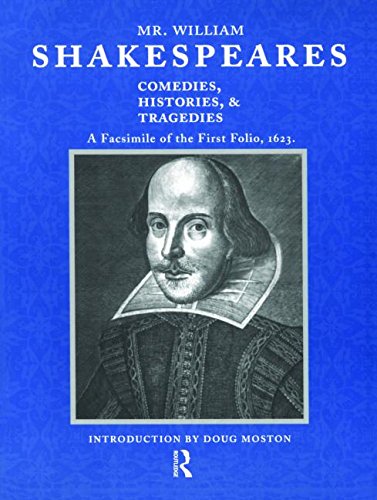 MR. WILLIAM
SHAKESPEARES
COMEDIES,
HISTORIES, &
TRAGEDIES
A Facsimile of the First Folio, 1623.
INTRODUCTION BY DOUG MOSTON
ROUTLEDGE